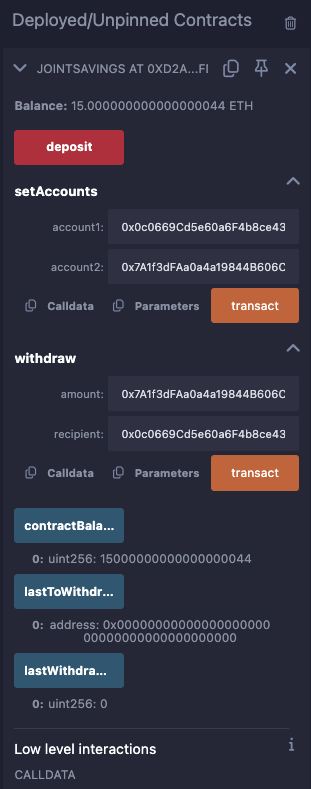 Deployed/Unpinned Contracts
JOINTSAVINGS AT 0XD2A...FI
Balance: 15.000000000000000044 ETH
deposit
setAccounts
account1: 0x0c0669Cd5e60a6F4b8ce43
account2: 0x7A1f3dFAa0a4a19844B606C
Calldata Parameters transact
withdraw
amount: 0x7A1f3dFAa0a4a19844B606C
recipient: 0x0c0669Cd5e60a6F4b8ce43
Calldata Parameters transact
contractBala...
0: uint256: 15000000000000000044
lastToWithdr...
0: address: 0x00000000000000000000
00000000000000000000
lastWithdra...
0: uint256: 0
Low level interactions
i
CALLDATA